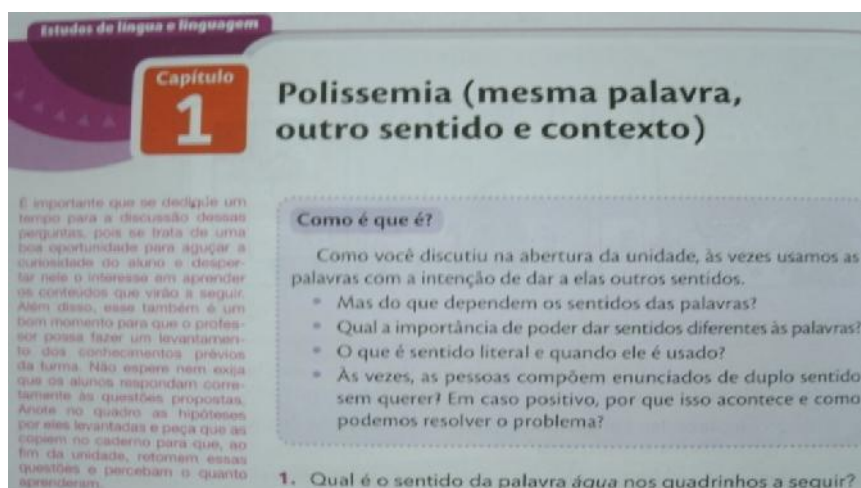 Estudos de língua e linguagem
Capítulo
1
Polissemia (mesma palavra,
outro sentido e contexto)
É importante que se dedique um
tempo para a discussão dessas
perguntas, pois se trata de uma
boa oportunidade para aguçar a
curiosidade do aluno e desper-
tar nele o interesse em aprender
os conteúdos que virão a seguir.
Além disso, esse também é um
bom momento para que o profes-
sor possa fazer um levantamen-
to dos conhecimentos prévios
da turma. Não espere nem exija
que os alunos respondam corre-
tamente às questões propostas.
Anote no quadro as hipóteses
por eles levantadas e peça que as
copiem no caderno para que, ao
fim da unidade, retomem essas
questões e percebam o quanto
aprenderam.
Como é que é?
Como você discutiu na abertura da unidade, às vezes usamos as
palavras com a intenção de dar a elas outros sentidos.
Mas do que dependem os sentidos das palavras?
Qual a importância de poder dar sentidos diferentes às palavras?
O que é sentido literal e quando ele é usado?
Às vezes, as pessoas compõem enunciados de duplo sentido
sem querer? Em caso positivo, por que isso acontece e como
podemos resolver o problema?
1. Qual é o sentido da palavra água nos quadrinhos a seguir?